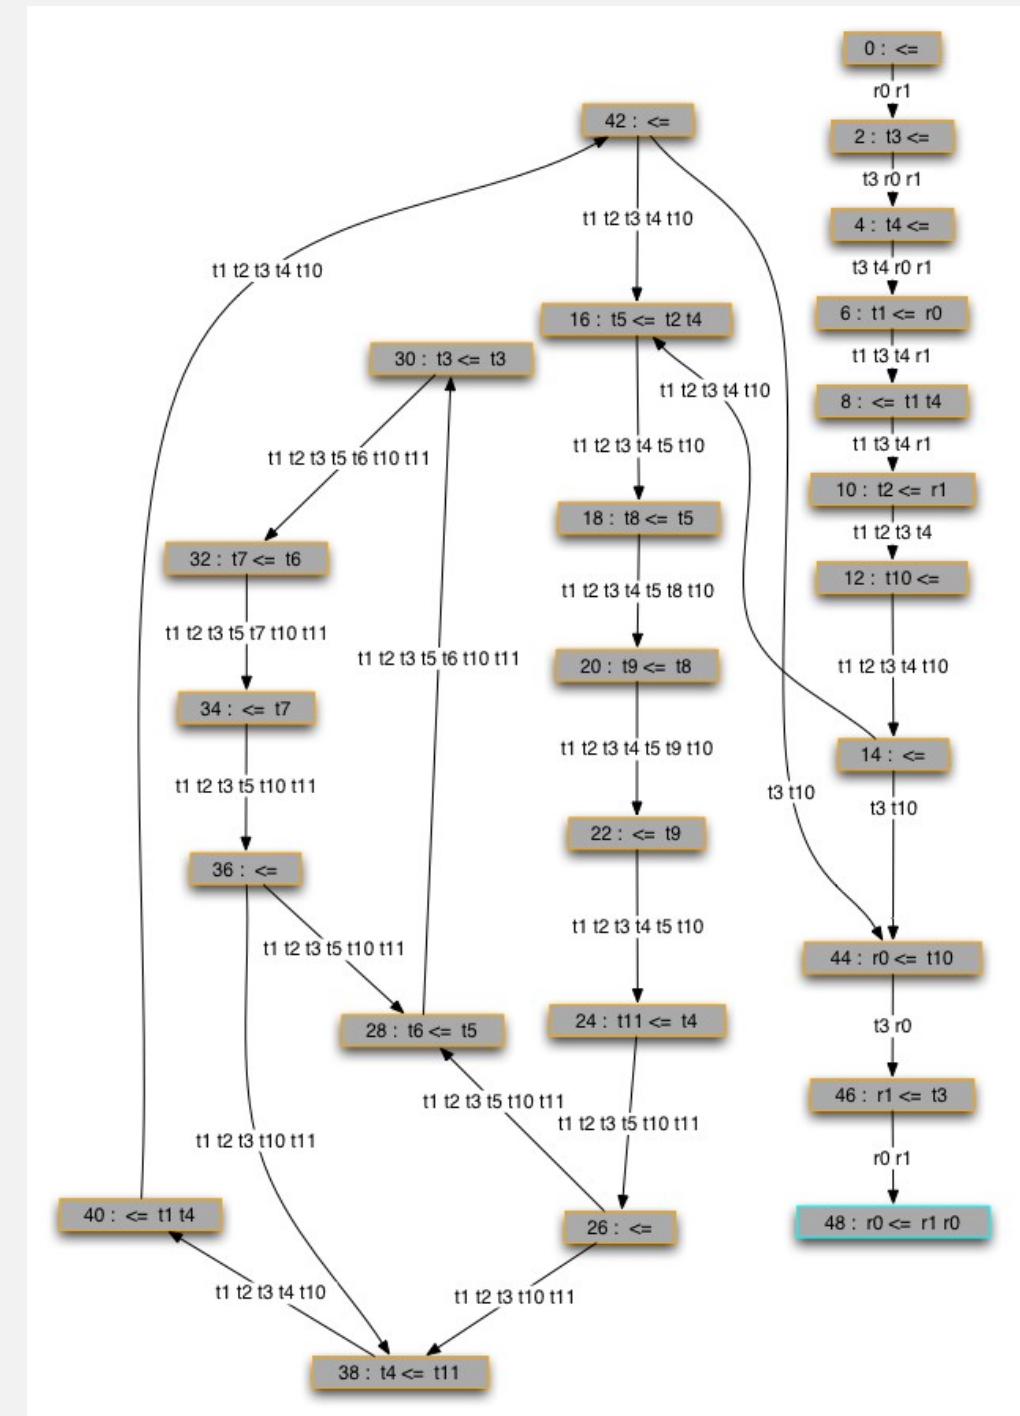 0 : <=
r0 r1
42 : <=
2 : t3 <=
t3 r0 r1
t1 t2 t3 t4 t10
4 : t4 <=
t1 t2 t3 t4 t10
t3 t4 r0 r1
16 : t5 <= t2 t4
6 : t1 <= r0
30 : t3 <= t3
t1 t3 t4 r1
t1 t2 t3 t4 t10
8 : <= t1 t4
t1 t2 t3 t5 t6 t10 t11
t1 t2 t3 t4 t5 t10
t1 t3 t4 r1
10 : t2 <= r1
18 : t8 <= t5
t1 t2 t3 t4
32 : t7 <= t6
12 : t10 <=
t1 t2 t3 t4 t5 t8 t10
t1 t2 t3 t5 t7 t10 t11
t1 t2 t3 t5 t6 t10 t11
20 : t9 <= t8
t1 t2 t3 t4 t10
34 : <= t7
t1 t2 t3 t4 t5 t9 t10
14 : <=
t1 t2 t3 t5 t10 t11
t3 t10
t3 t10
22 : <= t9
36 : <=
t1 t2 t3 t4 t5 t10
t1 t2 t3 t5 t10 t11
44 : r0 <= t10
24 : t11 <= t4
28 : t6 <= t5
t3 r0
46 : r1 <= t3
t1 t2 t3 t5 t10 t11
t1 t2 t3 t5 t10 t11
t1 t2 t3 t10 t11
r0 r1
40 : <= t1 t4
26 : <=
48 : r0 <= r1 r0
t1 t2 t3 t4 t10
t1 t2 t3 t10 t11
38 : t4 <= t11